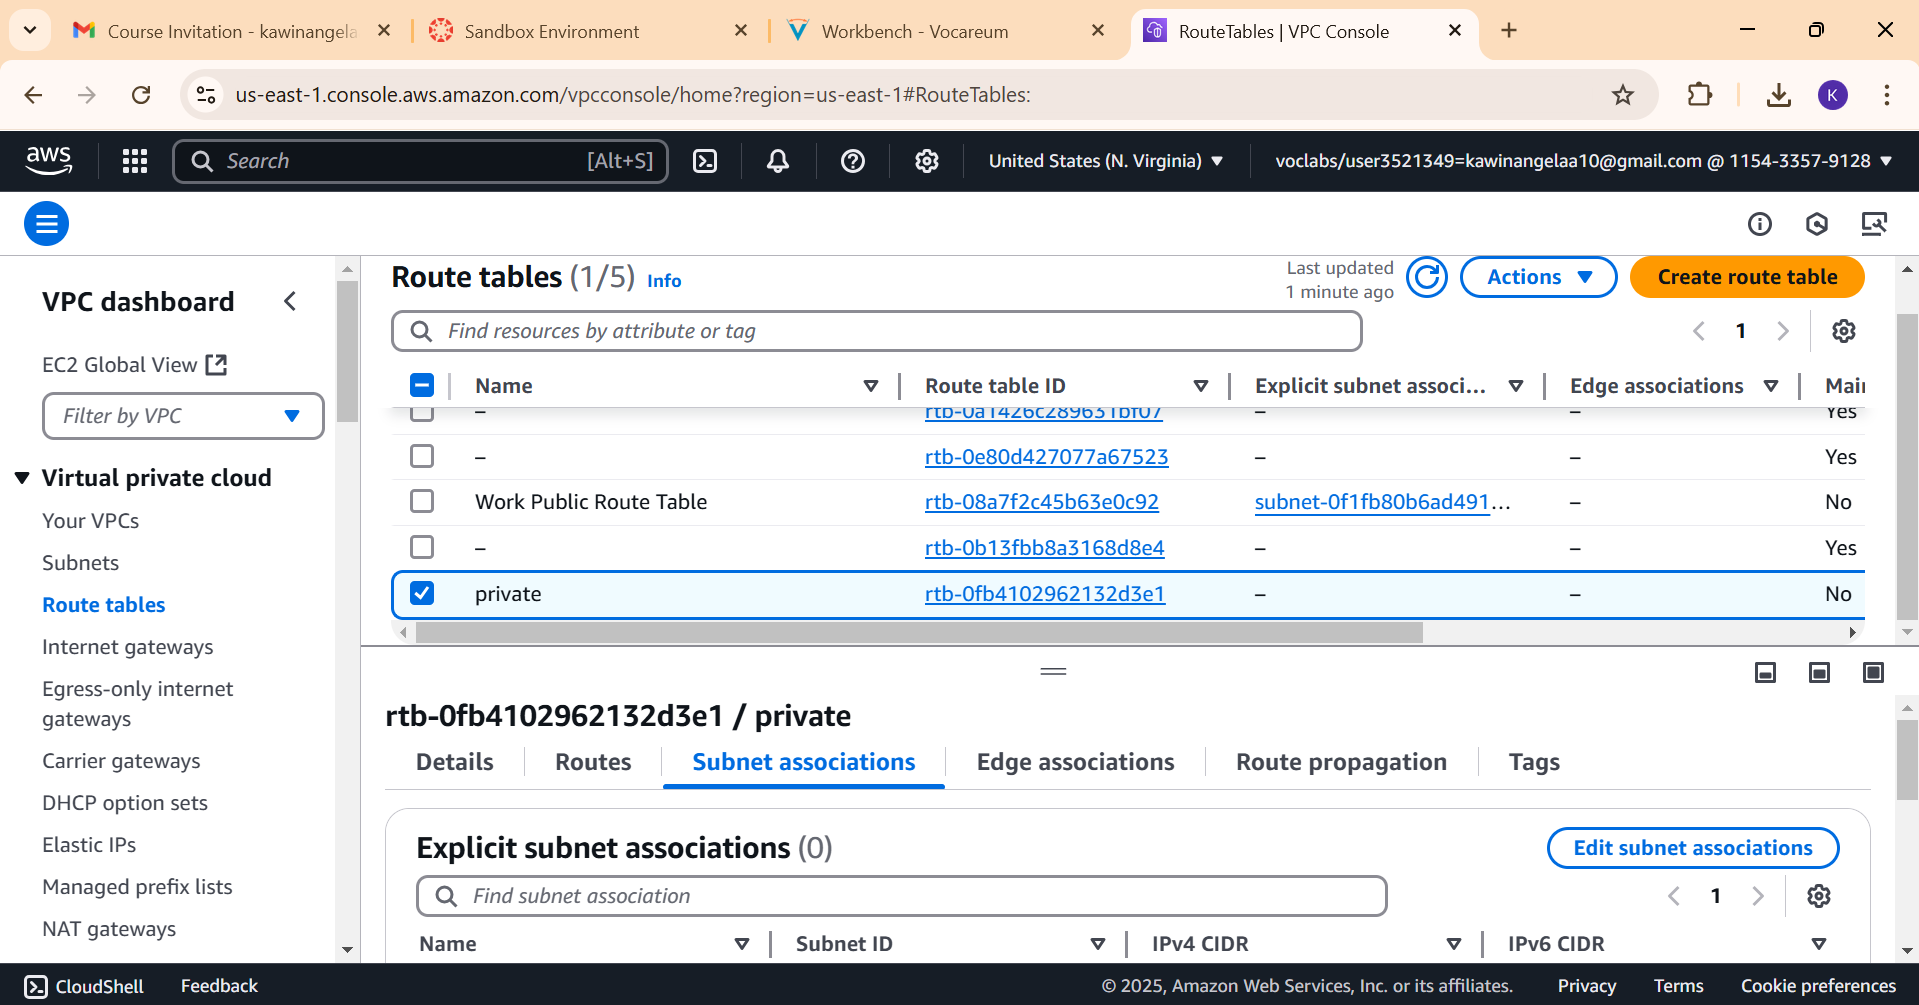 Course Invitation - kawinangela
Sandbox Environment
Workbench - Vocareum
RouteTables | VPC Console
us-east-1.console.aws.amazon.com/vpcconsole/home?region=us-east-1#RouteTables:
K
aws
Search
[Alt+S]
United States (N. Virginia)
voclabs/user3521349=kawinangelaa10@gmail.com @ 1154-3357-9128
VPC dashboard
EC2 Global View
Filter by VPC
Virtual private cloud
Your VPCs
Subnets
Route tables
Internet gateways
Egress-only internet
gateways
Carrier gateways
DHCP option sets
Elastic IPs
Managed prefix lists
NAT gateways
Route tables (1/5) Info
Last updated
1 minute ago
Actions
Create route table
Find resources by attribute or tag
1
Name Route table ID Explicit subnet associ... Edge associations Main
– rtb-0a1426c289631bf07 – – Yes
– rtb-0e80d427077a67523 – – Yes
Work Public Route Table rtb-08a7f2c45b63e0c92 subnet-0f1fb80b6ad491... – No
– rtb-0b13fbb8a3168d8e4 – – Yes
private rtb-0fb4102962132d3e1 – – No
rtb-0fb4102962132d3e1 / private
Details Routes Subnet associations Edge associations Route propagation Tags
Explicit subnet associations (0)
Edit subnet associations
Find subnet association
1
Name Subnet ID IPv4 CIDR IPv6 CIDR
CloudShell Feedback
© 2025, Amazon Web Services, Inc. or its affiliates. Privacy Terms Cookie preferences